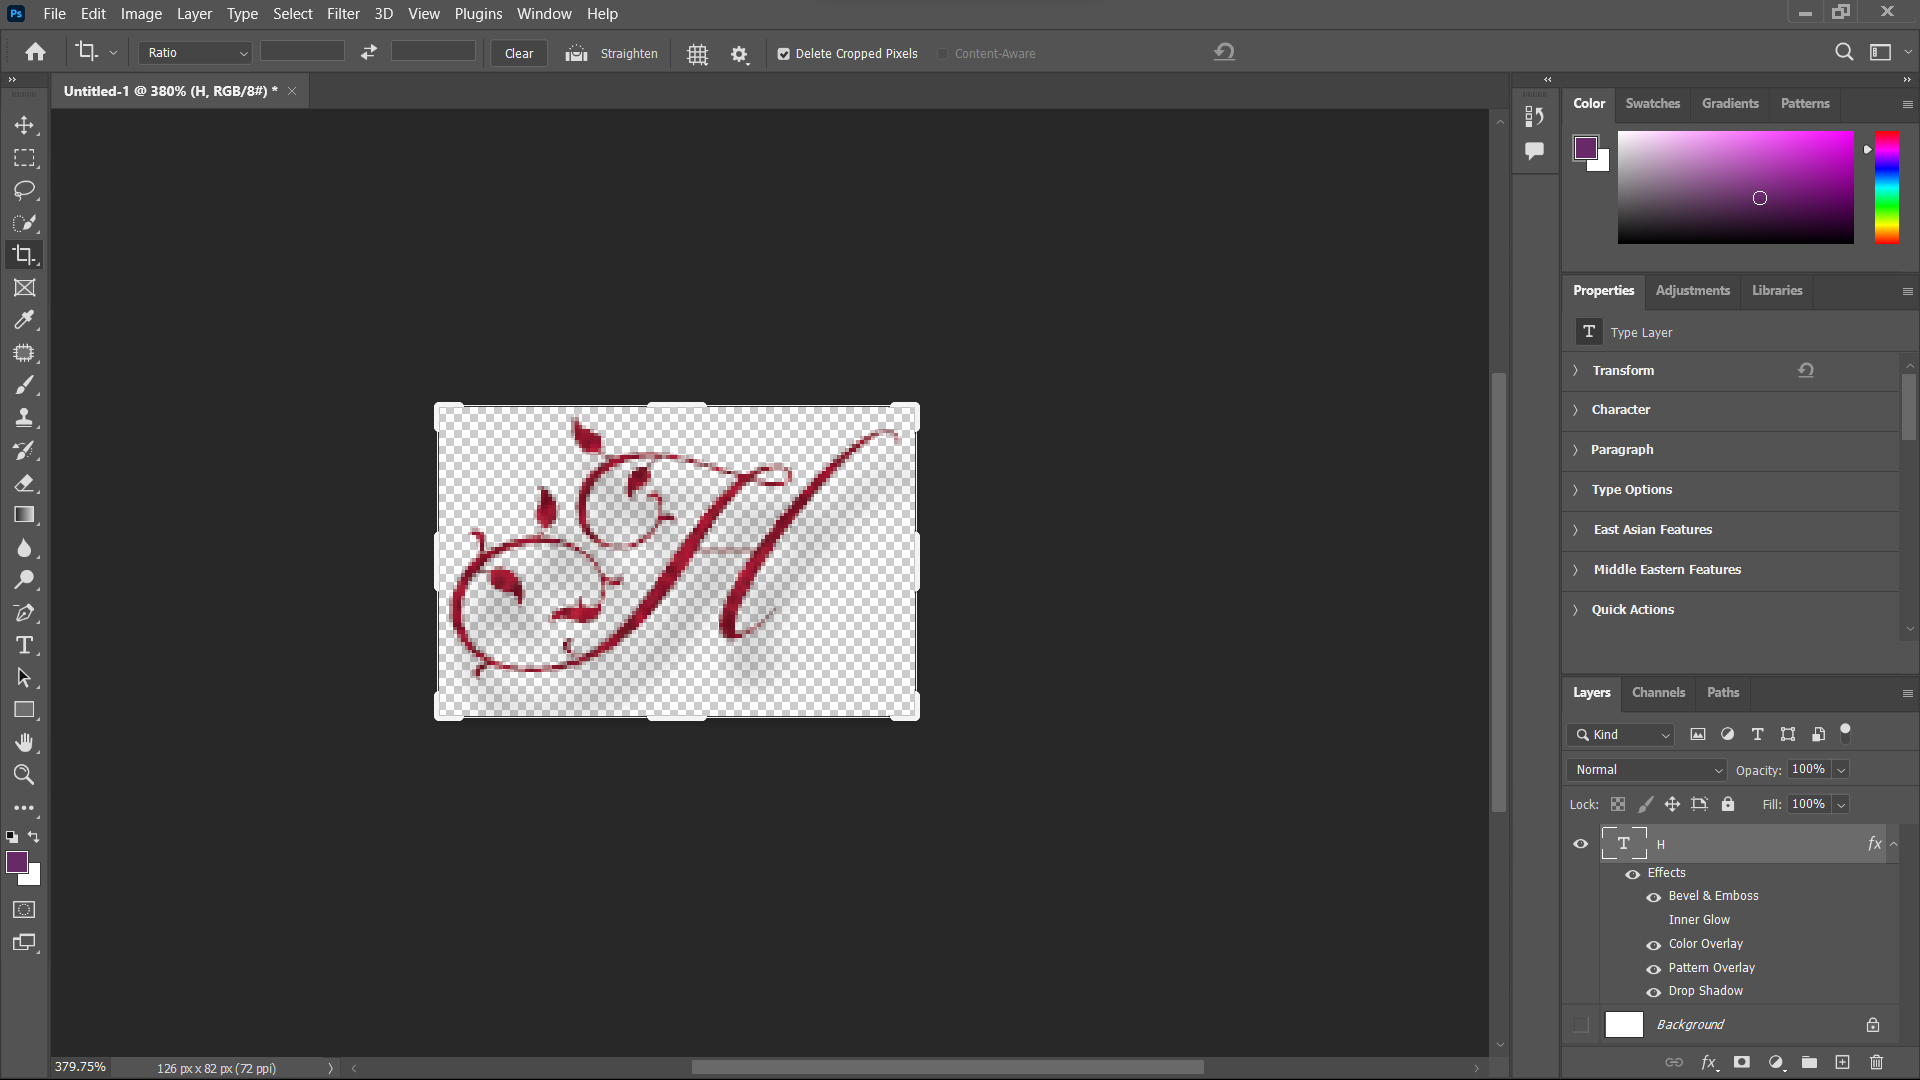 Ps File Edit Image Layer Type Select Filter 3D View Plugins Window Help
Ratio Clear Straighten Delete Cropped Pixels Content-Aware
Untitled-1 @ 380% (H, RGB/8#) *
H
379.75% 126 px x 82 px (72 ppi)
Color Swatches Gradients Patterns
Properties Adjustments Libraries
T Type Layer
Transform
Character
Paragraph
Type Options
East Asian Features
Middle Eastern Features
Quick Actions
Layers Channels Paths
Kind
Normal Opacity: 100%
Lock: Fill: 100%
T H fx
Effects
Bevel & Emboss
Inner Glow
Color Overlay
Pattern Overlay
Drop Shadow
Background
fx